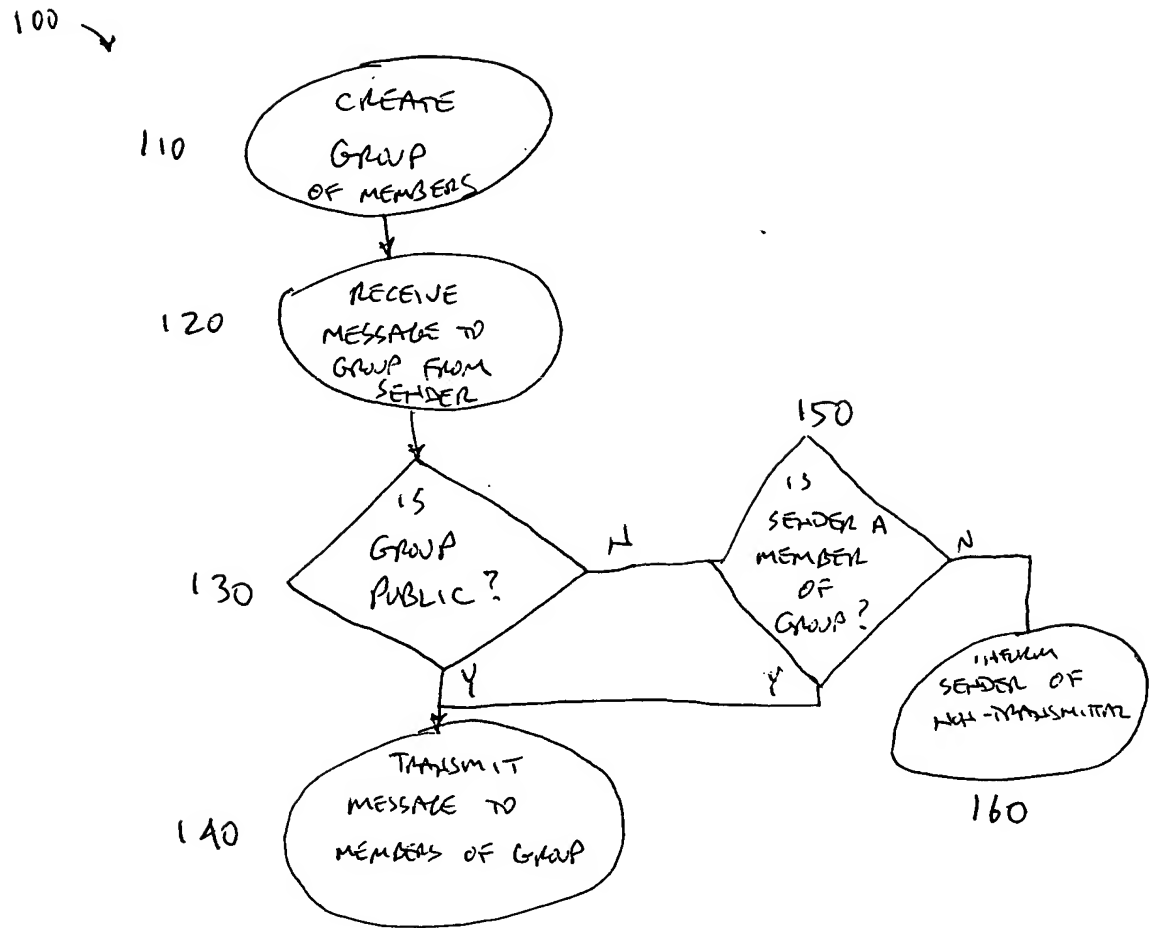 100
110
CREATE
GROUP
OF MEMBERS
120
RECEIVE
MESSAGE TO
GROUP FROM
SENDER
130
IS
GROUP
PUBLIC?
N
Y
150
IS
SENDER A
MEMBER
OF
GROUP?
N
Y
INFORM
SENDER OF
NON-TRANSMITTAL
160
140
TRANSMIT
MESSAGE TO
MEMBERS OF GROUP